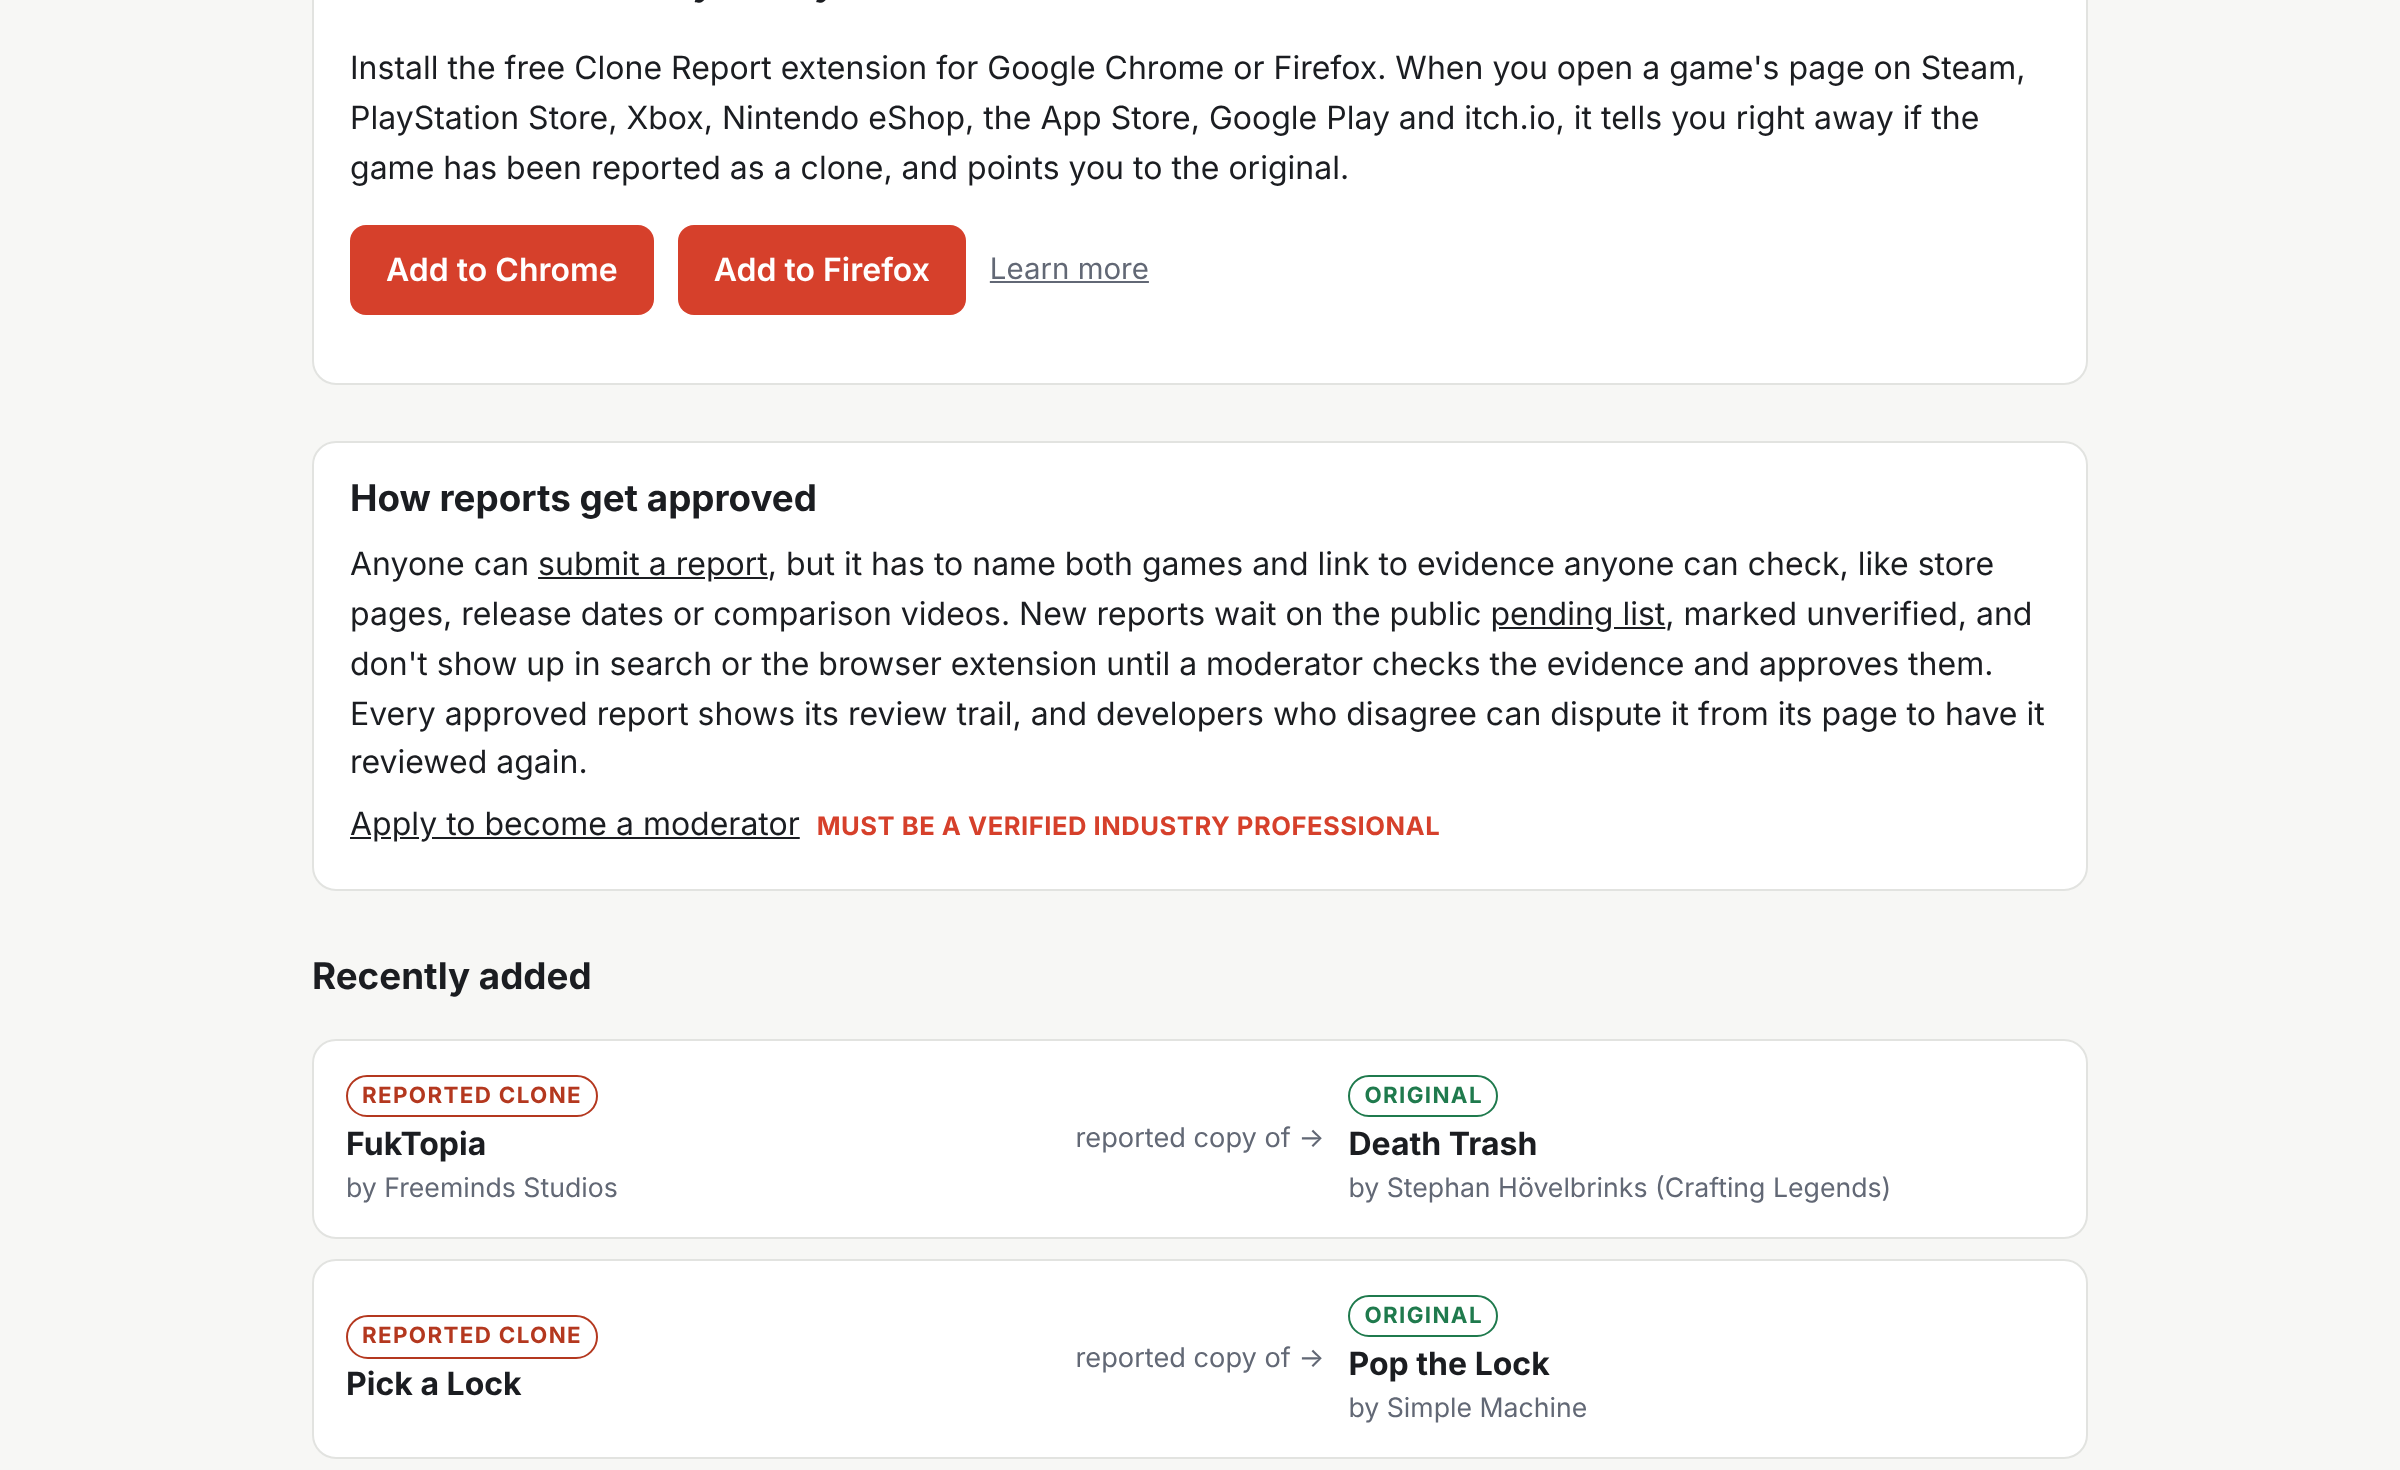 Install the free Clone Report extension for Google Chrome or Firefox. When you open a game's page on Steam,
PlayStation Store, Xbox, Nintendo eShop, the App Store, Google Play and itch.io, it tells you right away if the
game has been reported as a clone, and points you to the original.
Add to Chrome
Add to Firefox
Learn more
How reports get approved
Anyone can submit a report, but it has to name both games and link to evidence anyone can check, like store
pages, release dates or comparison videos. New reports wait on the public pending list, marked unverified, and
don't show up in search or the browser extension until a moderator checks the evidence and approves them.
Every approved report shows its review trail, and developers who disagree can dispute it from its page to have it
reviewed again.
Apply to become a moderator MUST BE A VERIFIED INDUSTRY PROFESSIONAL
Recently added
REPORTED CLONE
FukTopia
by Freeminds Studios
reported copy of →
ORIGINAL
Death Trash
by Stephan Hövelbrinks (Crafting Legends)
REPORTED CLONE
Pick a Lock
reported copy of →
ORIGINAL
Pop the Lock
by Simple Machine